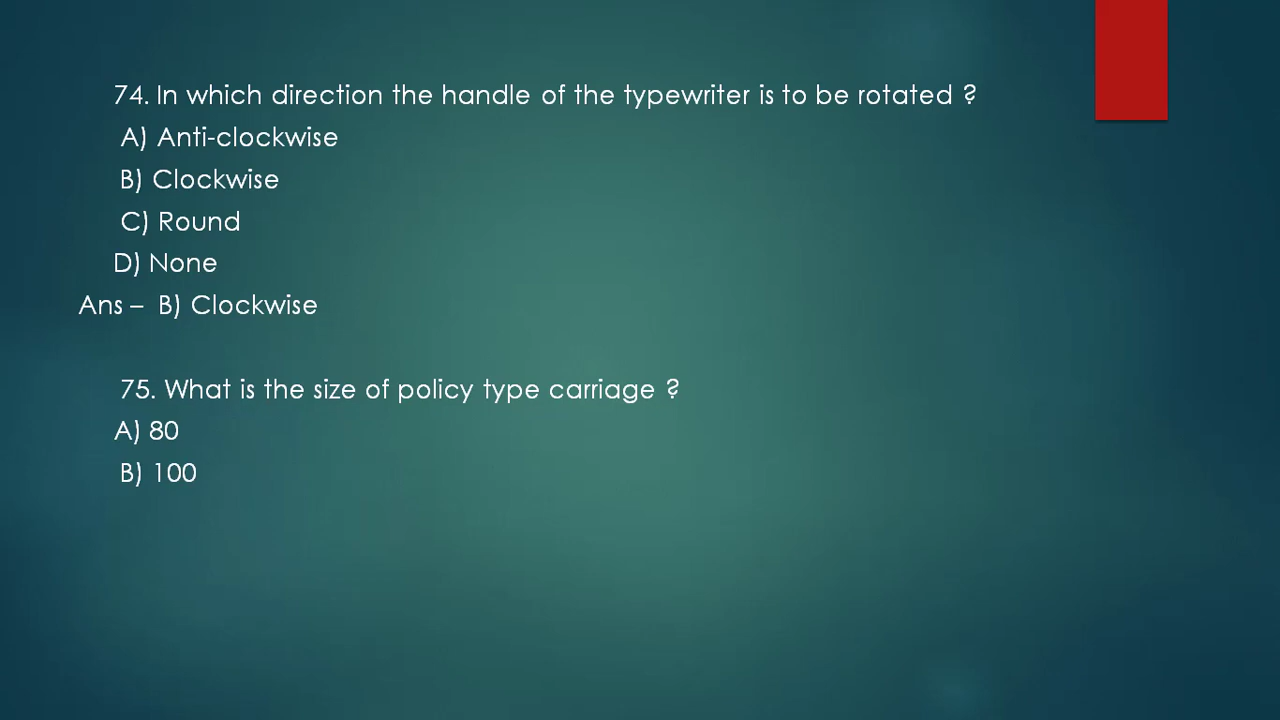 74. In which direction the handle of the typewriter is to be rotated ?
A) Anti-clockwise
B) Clockwise
C) Round
D) None
Ans – B) Clockwise
75. What is the size of policy type carriage ?
A) 80
B) 100